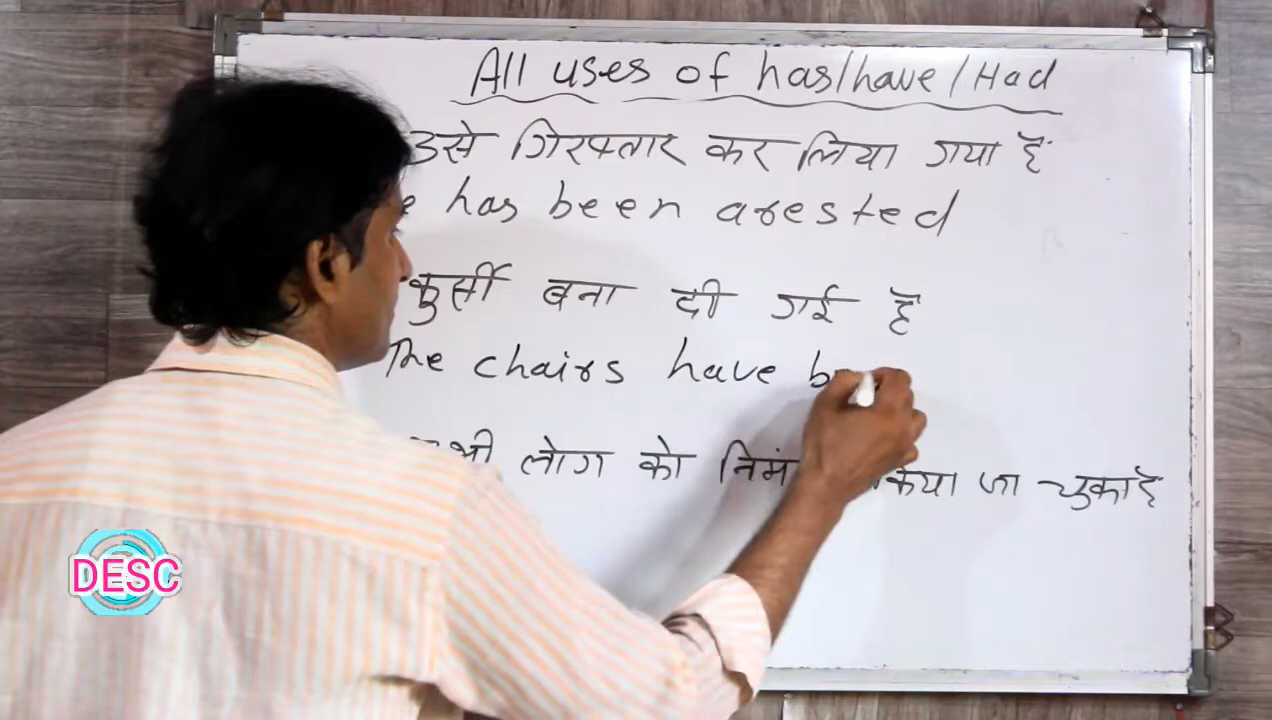 All uses of has/have/Had
उसे गिरफ्तार कर लिया गया है
has been arested
कुर्सी बना दी गई है
The chairs have
लोग को किया जा चुका है
DESC